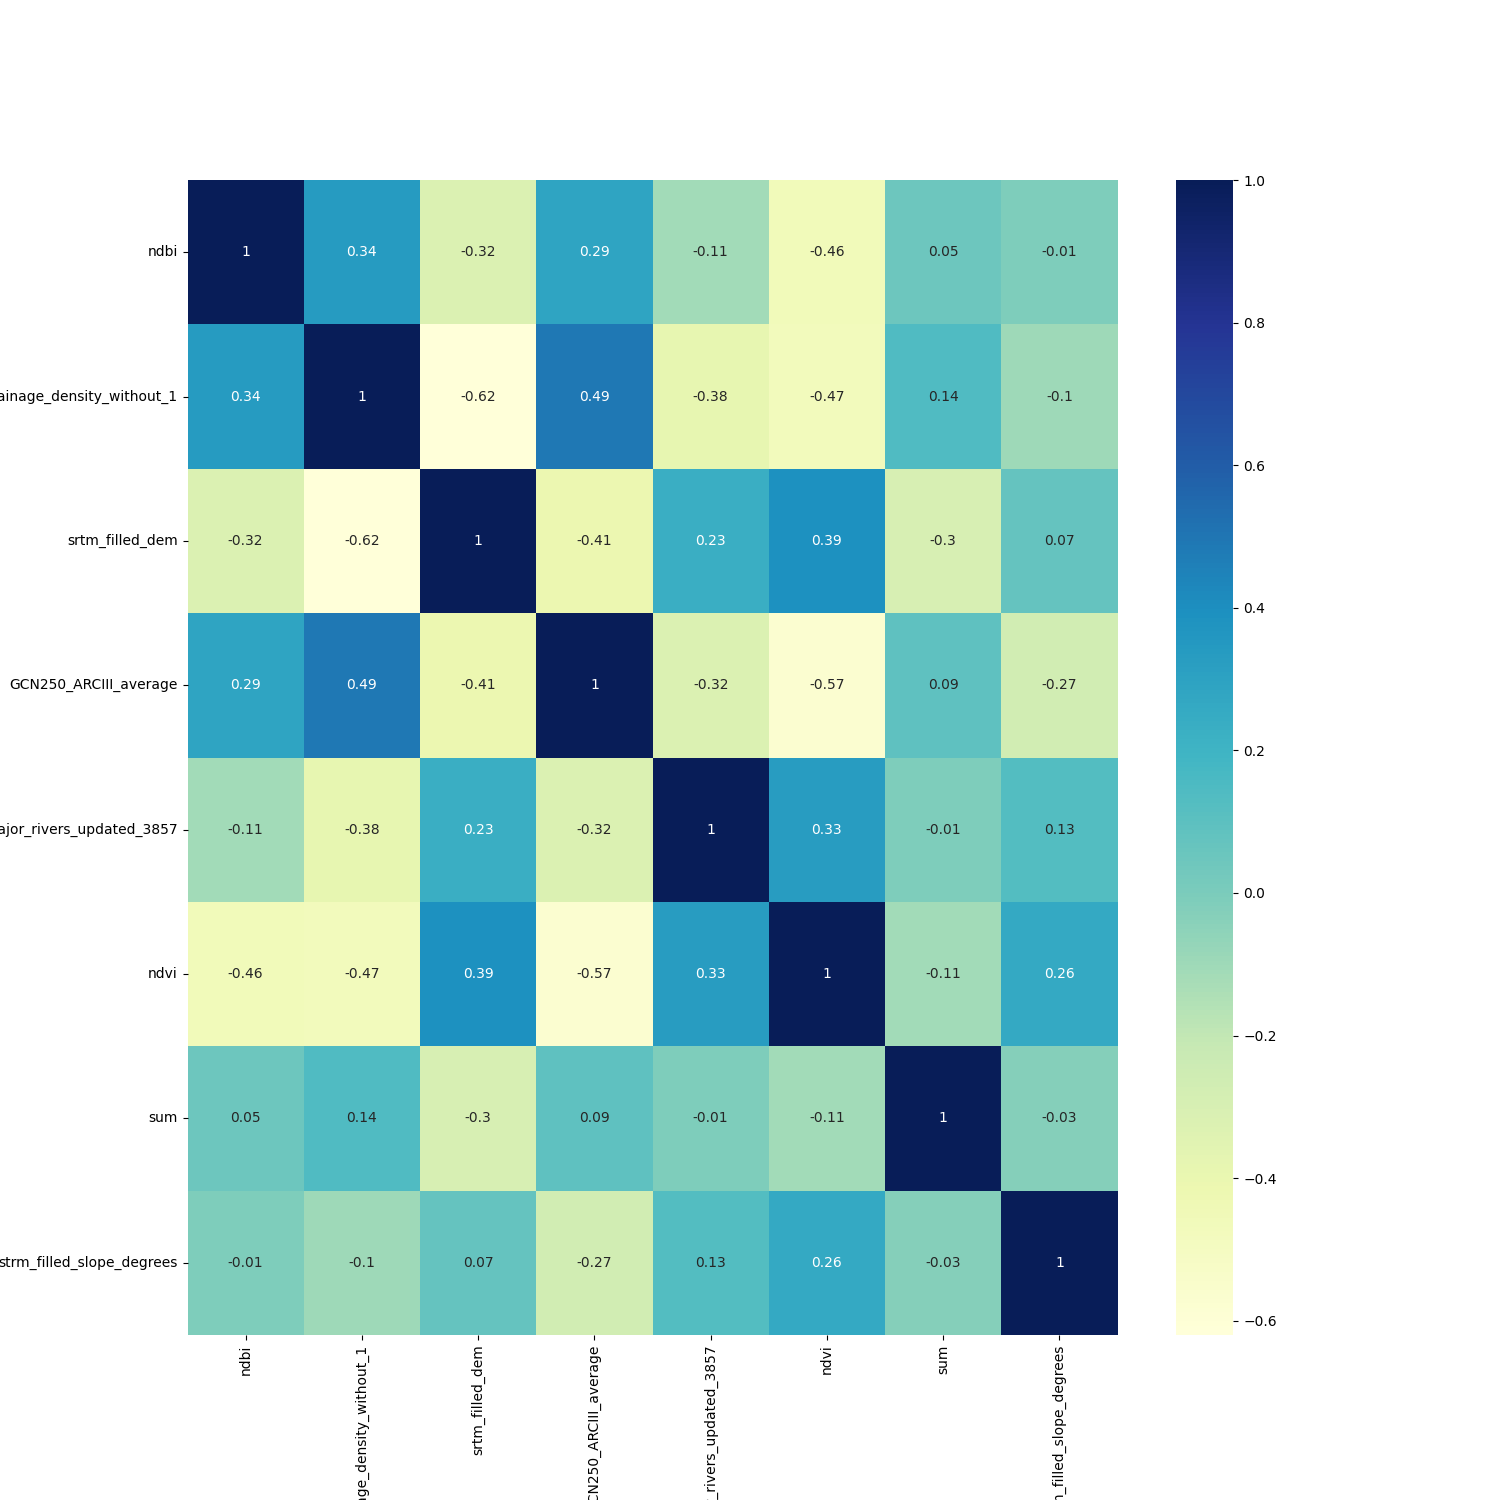 ndbi 1 0.34 -0.32 0.29 -0.11 -0.46 0.05 -0.01
ainage_density_without_1 0.34 1 -0.62 0.49 -0.38 -0.47 0.14 -0.1
srtm_filled_dem -0.32 -0.62 1 -0.41 0.23 0.39 -0.3 0.07
GCN250_ARCIII_average 0.29 0.49 -0.41 1 -0.32 -0.57 0.09 -0.27
ajor_rivers_updated_3857 -0.11 -0.38 0.23 -0.32 1 0.33 -0.01 0.13
ndvi -0.46 -0.47 0.39 -0.57 0.33 1 -0.11 0.26
sum 0.05 0.14 -0.3 0.09 -0.01 -0.11 1 -0.03
strm_filled_slope_degrees -0.01 -0.1 0.07 -0.27 0.13 0.26 -0.03 1
ndbi
age_density_without_1
srtm_filled_dem
CN250_ARCIII_average
_rivers_updated_3857
ndvi
sum
m_filled_slope_degrees
1.0
0.8
0.6
0.4
0.2
0.0
−0.2
−0.4
−0.6